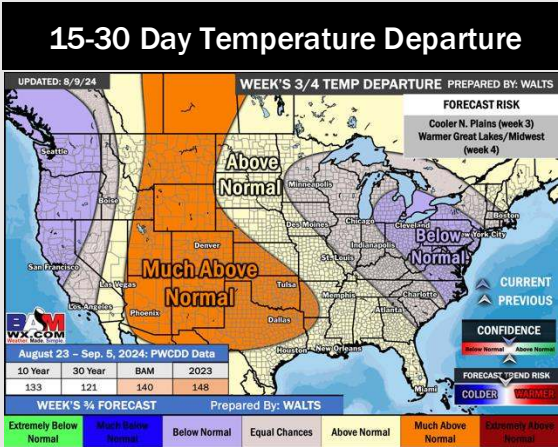 15-30 Day Temperature Departure
UPDATED: 8/9/24
WEEK'S 3/4 TEMP DEPARTURE PREPARED BY: WALTS
FORECAST RISK
Cooler N. Plains (week 3)
Warmer Great Lakes/Midwest
(week 4)
Seattle
Boise
San Francisco
Las Vegas
Los Angeles
Phoenix
Denver
Much Above
Normal
Tulsa
Dallas
Houston
New Orleans
Above
Normal
Minneapolis
Des Moines
Chicago
Indianapolis
St. Louis
Memphis
Atlanta
Charlotte
Miami
Cleveland
Boston
New York City
Below
Normal
CURRENT
PREVIOUS
CONFIDENCE
Below Normal Above Normal
FORECAST TREND RISK
COLDER WARMER
BAM
WX.COM
Weather Made. Simple.
August 23 – Sep. 5, 2024: PWCDD Data
10 Year 30 Year BAM 2023
133 121 140 148
WEEK'S ¾ FORECAST Prepared By: WALTS
Extremely Below Normal
Much Below Normal
Below Normal
Equal Chances
Above Normal
Much Above Normal
Extremely Above Normal